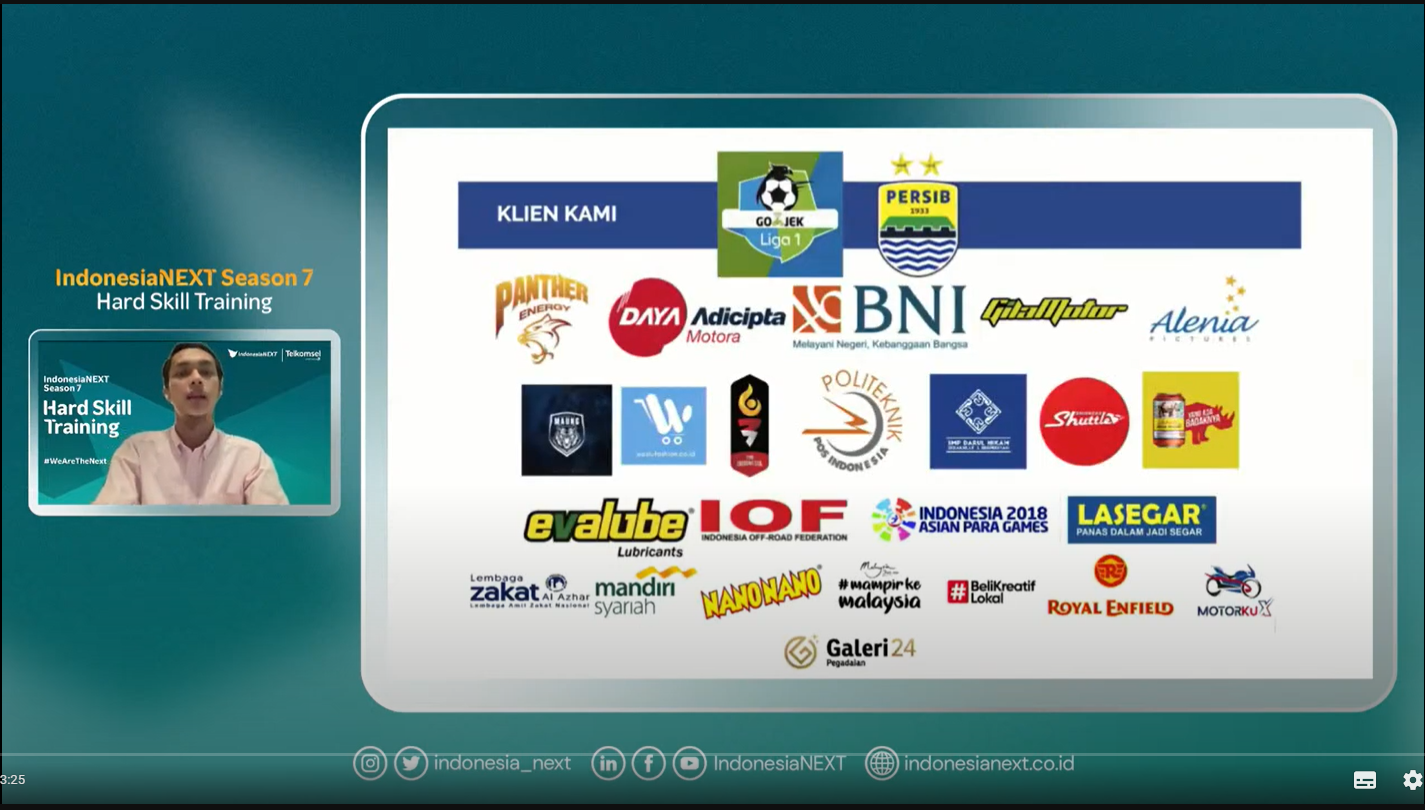 IndonesiaNEXT Season 7
Hard Skill Training
IndonesiaNEXT
Telkomsel
IndonesiaNEXT
Season 7
Hard Skill
Training
#WeAreTheNext
KLIEN KAMI
GOJEK
Liga 1
PERSIB
1933
PANTHER
ENERGY
DAYA Adicipta
Motora
BNI
Melayani Negeri, Kebanggaan Bangsa
GilaMotor
Alenia
PICTURES
MAUNG
POLITEKNIK
POS INDONESIA
SMP DARUL HIKAM
Shuttle
evalube
Lubricants
IOF
INDONESIA OFF-ROAD FEDERATION
INDONESIA 2018
ASIAN PARA GAMES
LASEGAR
PANAS DALAM JADI SEGAR
Lembaga
zakat Al Azhar
Lembaga Amil Zakat Nasional
mandiri
syariah
NANO NANO
#mampir ke
malaysia
# BeliKreatif
Lokal
ROYAL ENFIELD
MOTORKU X
Galeri 24
Pegadaian
indonesia_next
IndonesiaNEXT
indonesianext.co.id
3:25